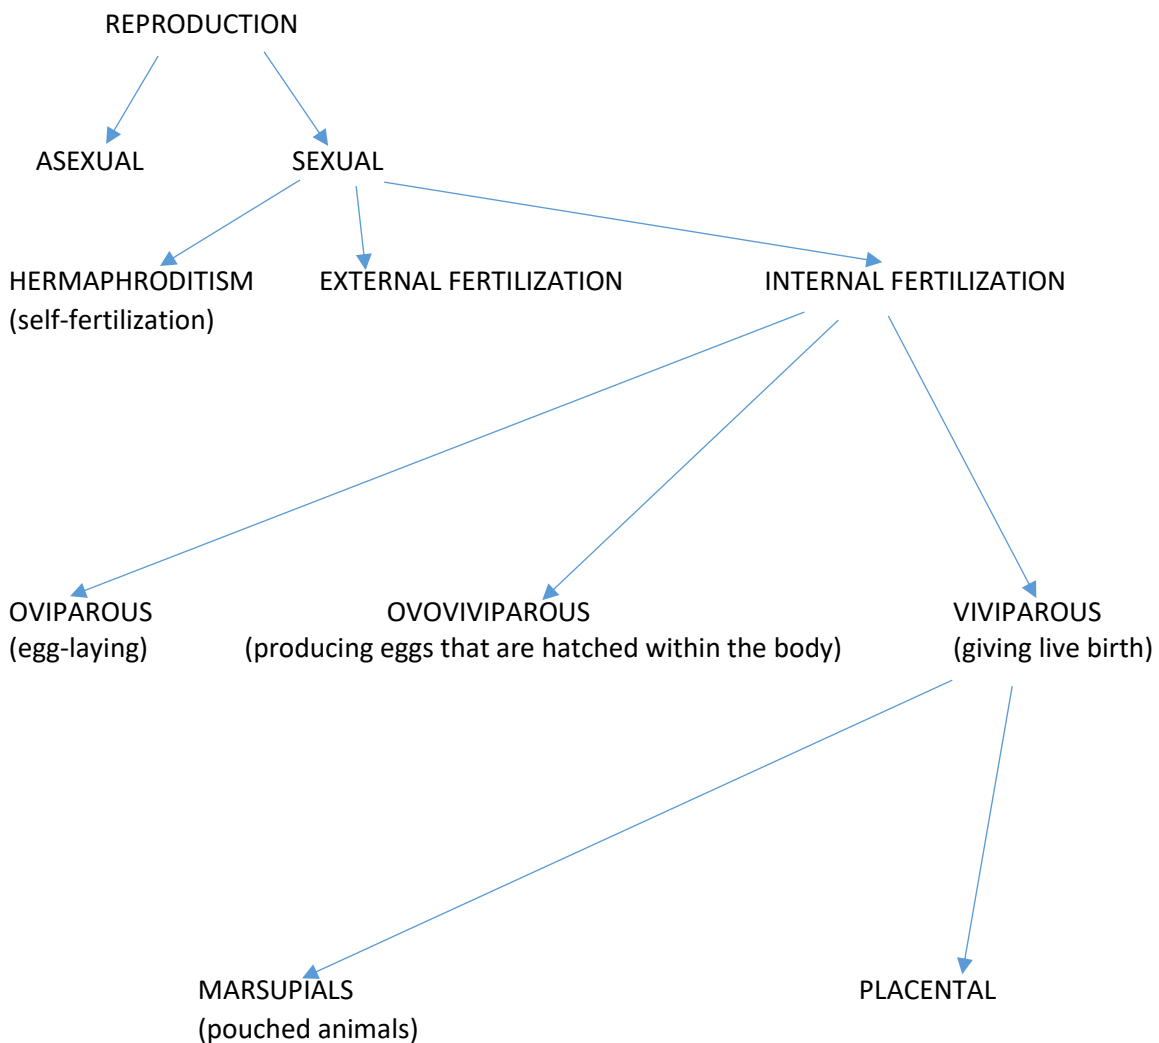 REPRODUCTION
ASEXUAL
SEXUAL
HERMAPHRODITISM
(self-fertilization)
EXTERNAL FERTILIZATION
INTERNAL FERTILIZATION
OVIPAROUS
(egg-laying)
OVOVIVIPAROUS
(producing eggs that are hatched within the body)
VIVIPAROUS
(giving live birth)
MARSUPIALS
(pouched animals)
PLACENTAL